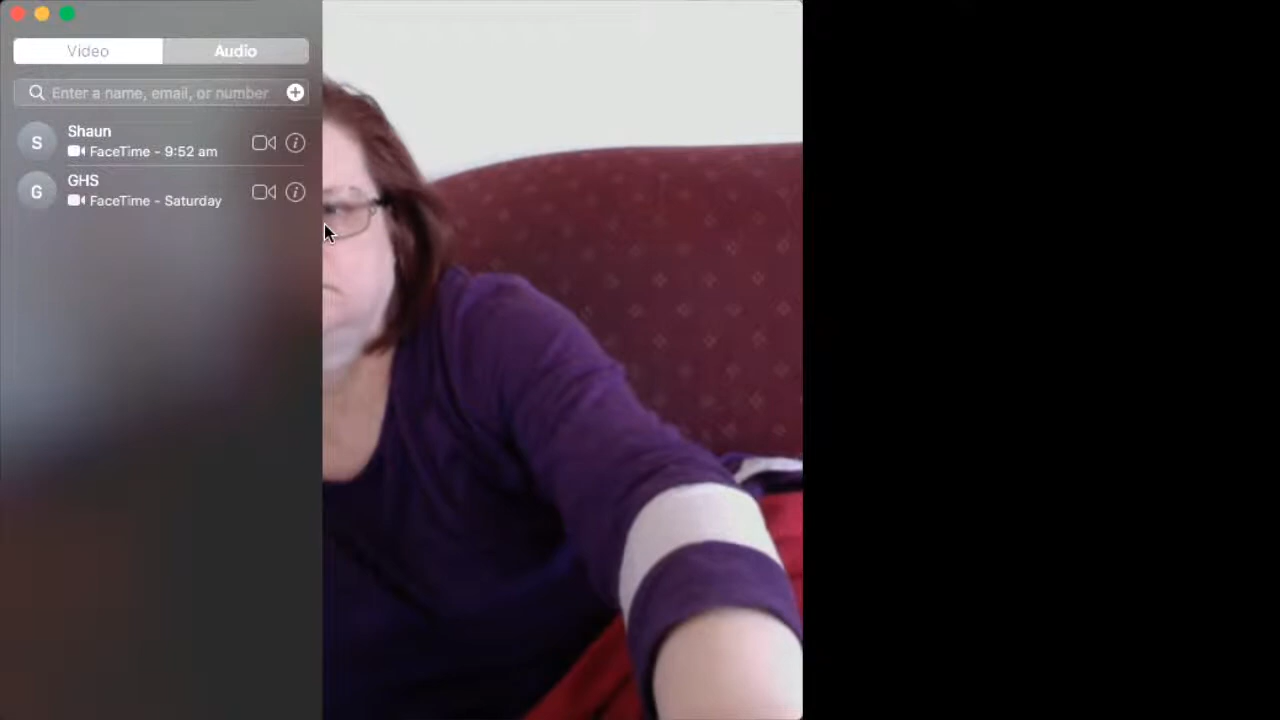 Video
Audio
Enter a name, email, or number
S
Shaun
FaceTime - 9:52 am
G
GHS
FaceTime - Saturday